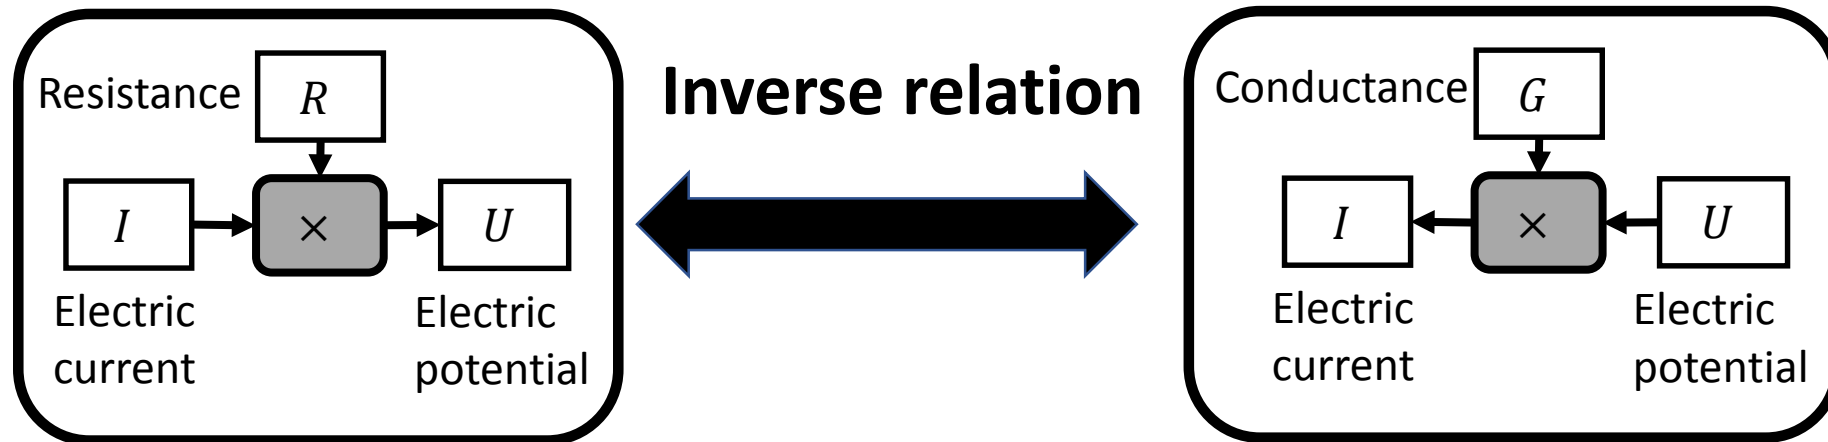 Resistance
R
I
×
U
Electric
current
Electric
potential
Inverse relation
Conductance
G
I
×
U
Electric
current
Electric
potential